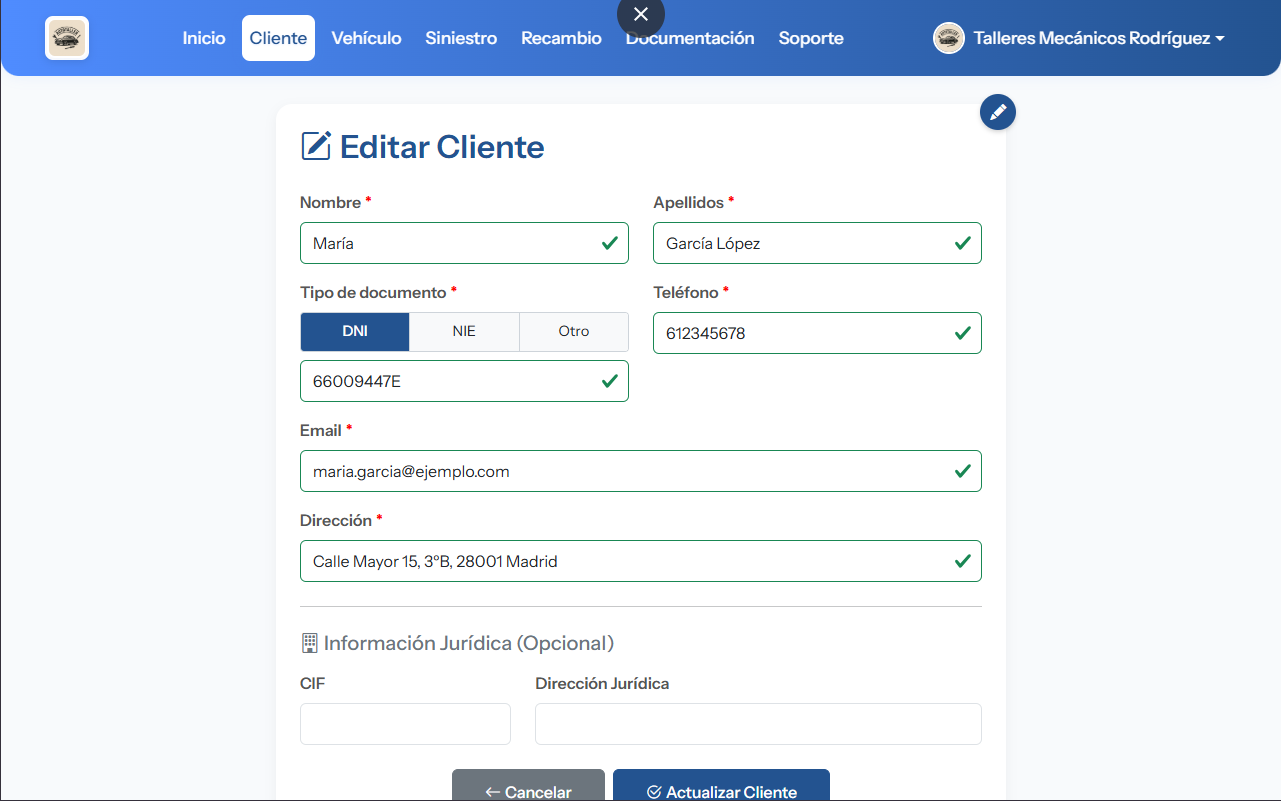 Inicio Cliente Vehículo Siniestro Recambio Documentación Soporte Talleres Mecánicos Rodríguez
Editar Cliente
Nombre * Apellidos *
María García López
Tipo de documento * Teléfono *
DNI NIE Otro 612345678
66009447E
Email *
maria.garcia@ejemplo.com
Dirección *
Calle Mayor 15, 3ºB, 28001 Madrid
Información Jurídica (Opcional)
CIF Dirección Jurídica
Cancelar Actualizar Cliente